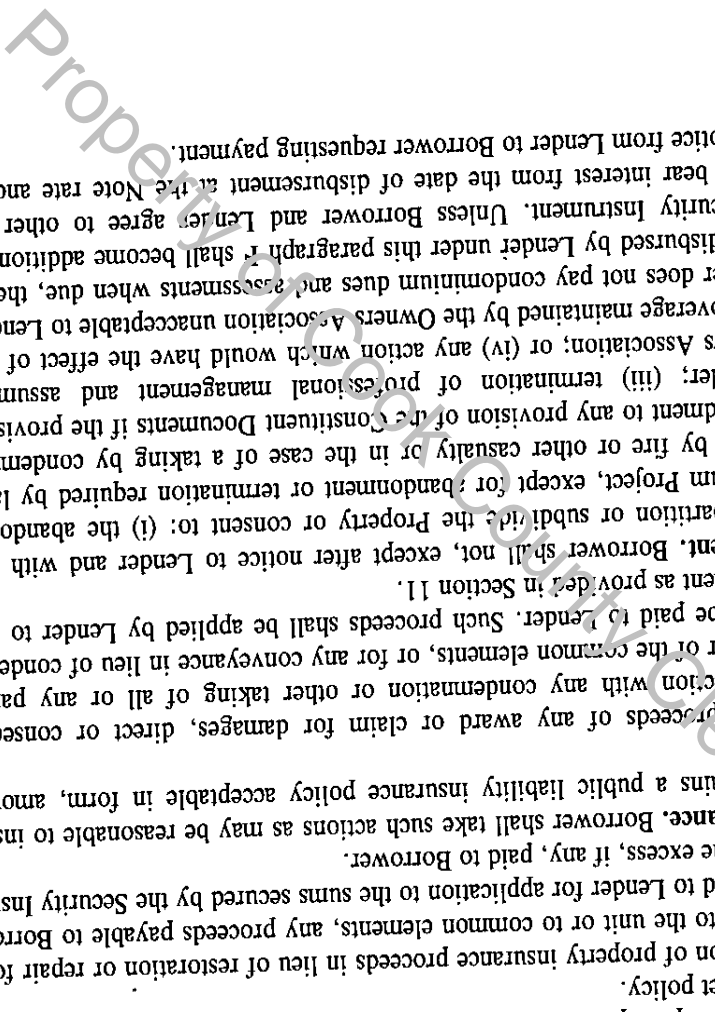 et policy.
on of property insurance proceeds in lieu of restoration or repair fo
to the unit or to common elements, any proceeds payable to Borro
d to Lender for application to the sums secured by the Security Ins
e excess, if any, paid to Borrower.
ance. Borrower shall take such actions as may be reasonable to ins
ins a public liability insurance policy acceptable in form, amou
proceeds of any award or claim for damages, direct or conse
ction with any condemnation or other taking of all or any pa
r of the common elements, or for any conveyance in lieu of conde
be paid to Lender. Such proceeds shall be applied by Lender to
ent as provided in Section 11.
ent. Borrower shall not, except after notice to Lender and with
partition or subdivide the Property or consent to: (i) the abando
um Project, except for abandonment or termination required by la
by fire or other casualty or in the case of a taking by condem
dment to any provision of the Constituent Documents if the provis
der; (iii) termination of professional management and assum
s Association; or (iv) any action which would have the effect of
overage maintained by the Owners Association unacceptable to Lend
er does not pay condominium dues and assessments when due, the
disbursed by Lender under this paragraph F shall become addition
curity Instrument. Unless Borrower and Lender agree to other
bear interest from the date of disbursement at the Note rate and
otice from Lender to Borrower requesting payment.
Property of Cook County Cle